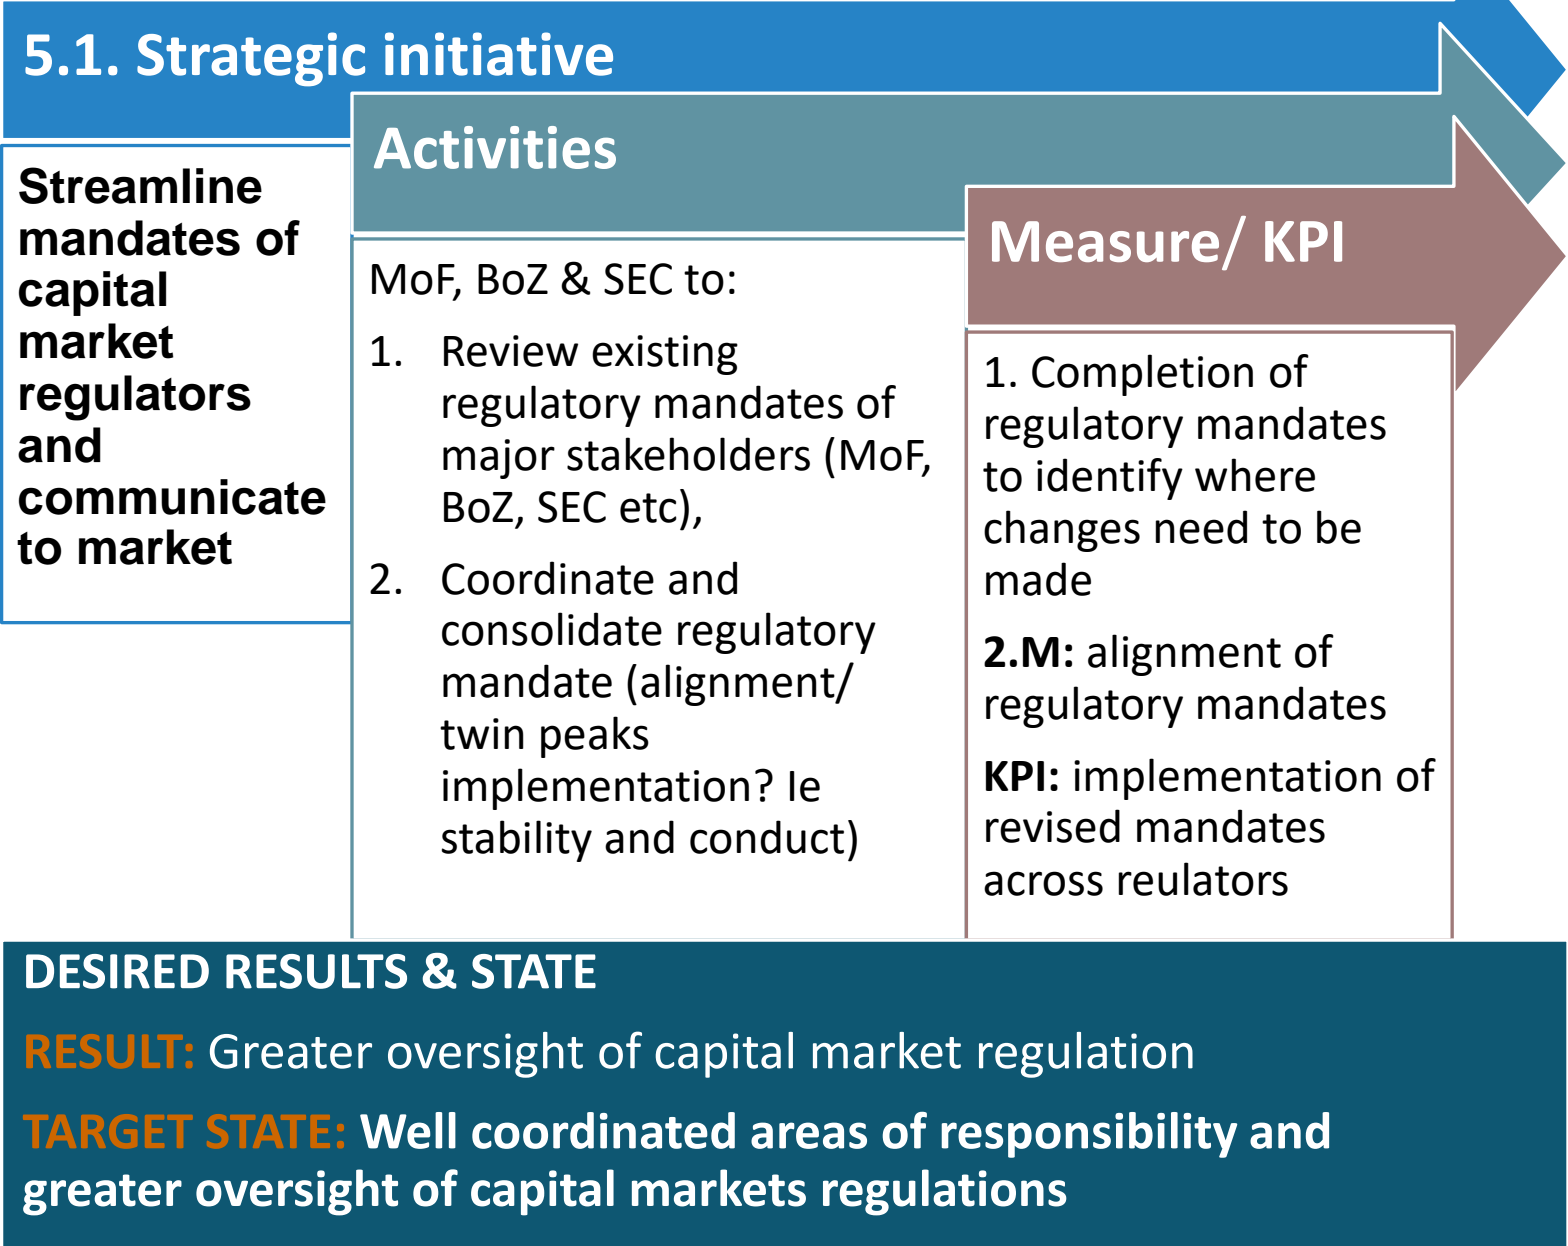 5.1. Strategic initiative
Streamline
mandates of
capital
market
regulators
and
communicate
to market
Activities
MoF, BoZ & SEC to:
1. Review existing
regulatory mandates of
major stakeholders (MoF,
BoZ, SEC etc),
2. Coordinate and
consolidate regulatory
mandate (alignment/
twin peaks
implementation? Ie
stability and conduct)
Measure/ KPI
1. Completion of
regulatory mandates
to identify where
changes need to be
made
2.M: alignment of
regulatory mandates
KPI: implementation of
revised mandates
across reulators
DESIRED RESULTS & STATE
RESULT: Greater oversight of capital market regulation
TARGET STATE: Well coordinated areas of responsibility and
greater oversight of capital markets regulations